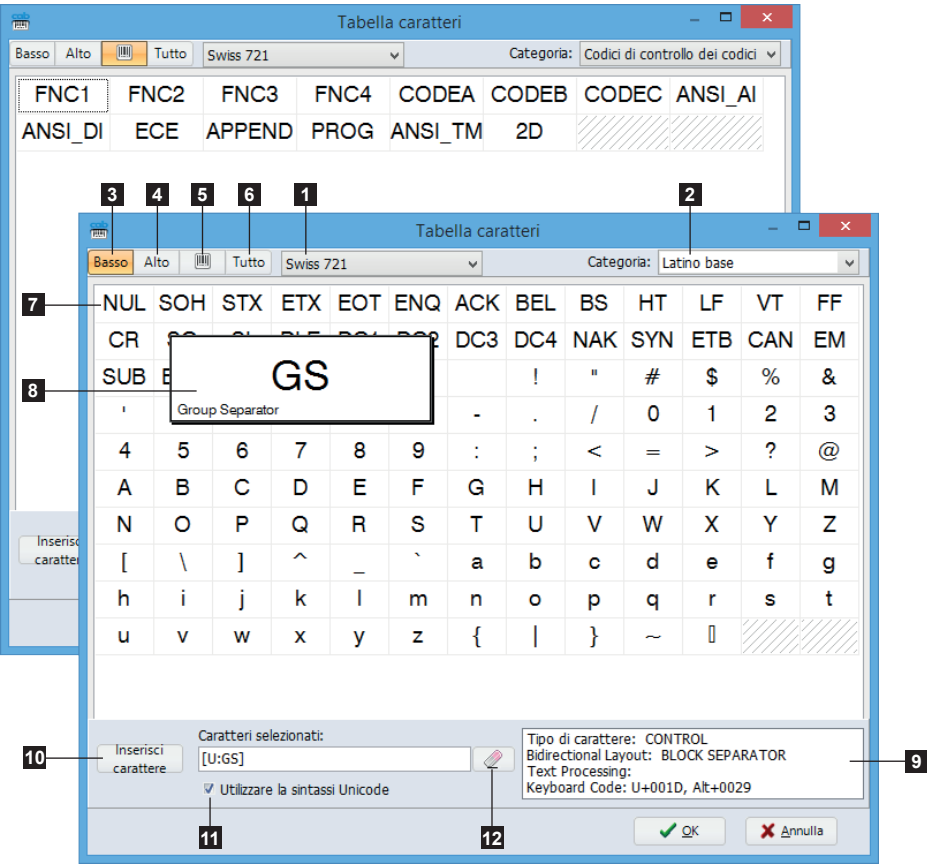 cab
Tabella caratteri
Basso Alto Tutto Swiss 721 Categoria: Codici di controllo dei codici
FNC1 FNC2 FNC3 FNC4 CODEA CODEB CODEC ANSI_AI
ANSI_DI ECE APPEND PROG ANSI_TM 2D
3 4 5 6 1 2
cab
Tabella caratteri
Basso Alto Tutto Swiss 721 Categoria: Latino base
7 NUL SOH STX ETX EOT ENQ ACK BEL BS HT LF VT FF
CR DC3 DC4 NAK SYN ETB CAN EM
SUB ! " # $ % &
8 GS
Group Separator
' - . / 0 1 2 3
4 5 6 7 8 9 : ; < = > ? @
A B C D E F G H I J K L M
N O P Q R S T U V W X Y Z
[ \ ] ^ _ ` a b c d e f g
h i j k l m n o p q r s t
u v w x y z { | } ~ ▯
Inserisc
caratter
10 Inserisci
carattere
Caratteri selezionati:
[U:GS]
Utilizzare la sintassi Unicode
11 12
Tipo di carattere: CONTROL
Bidirectional Layout: BLOCK SEPARATOR
Text Processing:
Keyboard Code: U+001D, Alt+0029
9
OK Annulla